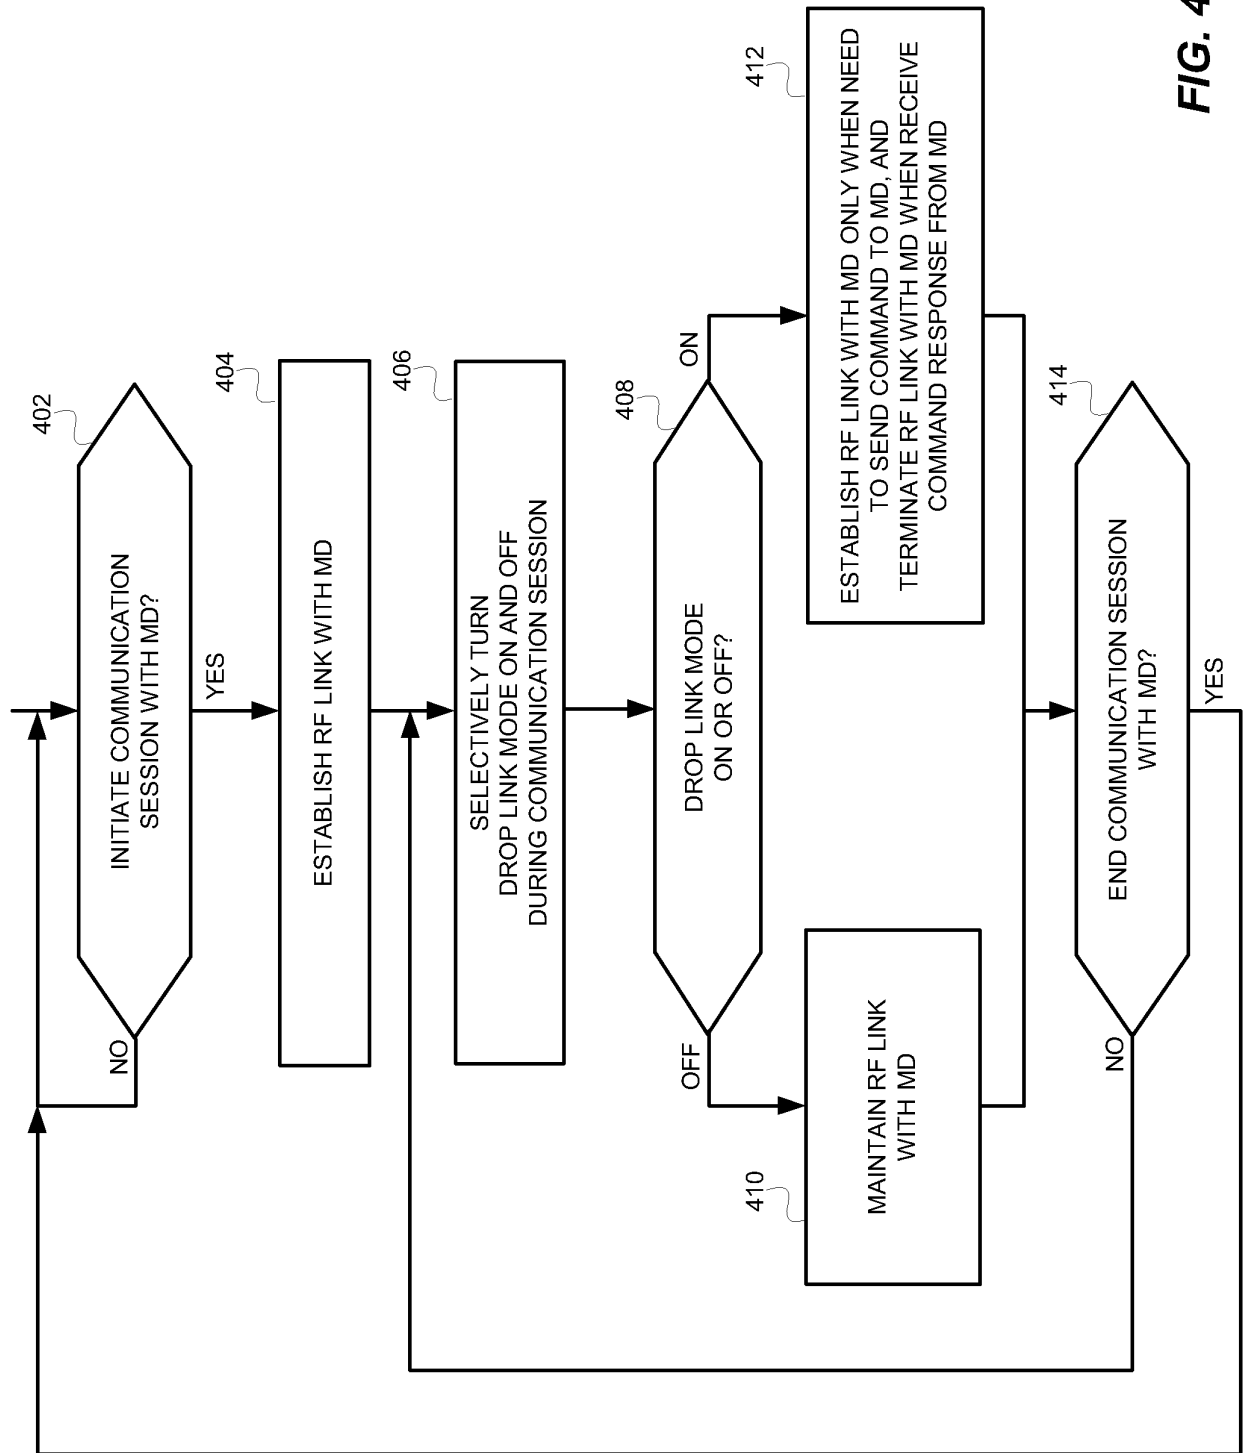 402
INITIATE COMMUNICATION
SESSION WITH MD?
NO
YES
404
ESTABLISH RF LINK WITH MD
406
SELECTIVELY TURN
DROP LINK MODE ON AND OFF
DURING COMMUNICATION SESSION
408
DROP LINK MODE
ON OR OFF?
OFF
ON
410
MAINTAIN RF LINK
WITH MD
412
ESTABLISH RF LINK WITH MD ONLY WHEN NEED
TO SEND COMMAND TO MD, AND
TERMINATE RF LINK WITH MD WHEN RECEIVE
COMMAND RESPONSE FROM MD
414
END COMMUNICATION SESSION
WITH MD?
NO
YES
FIG. 4